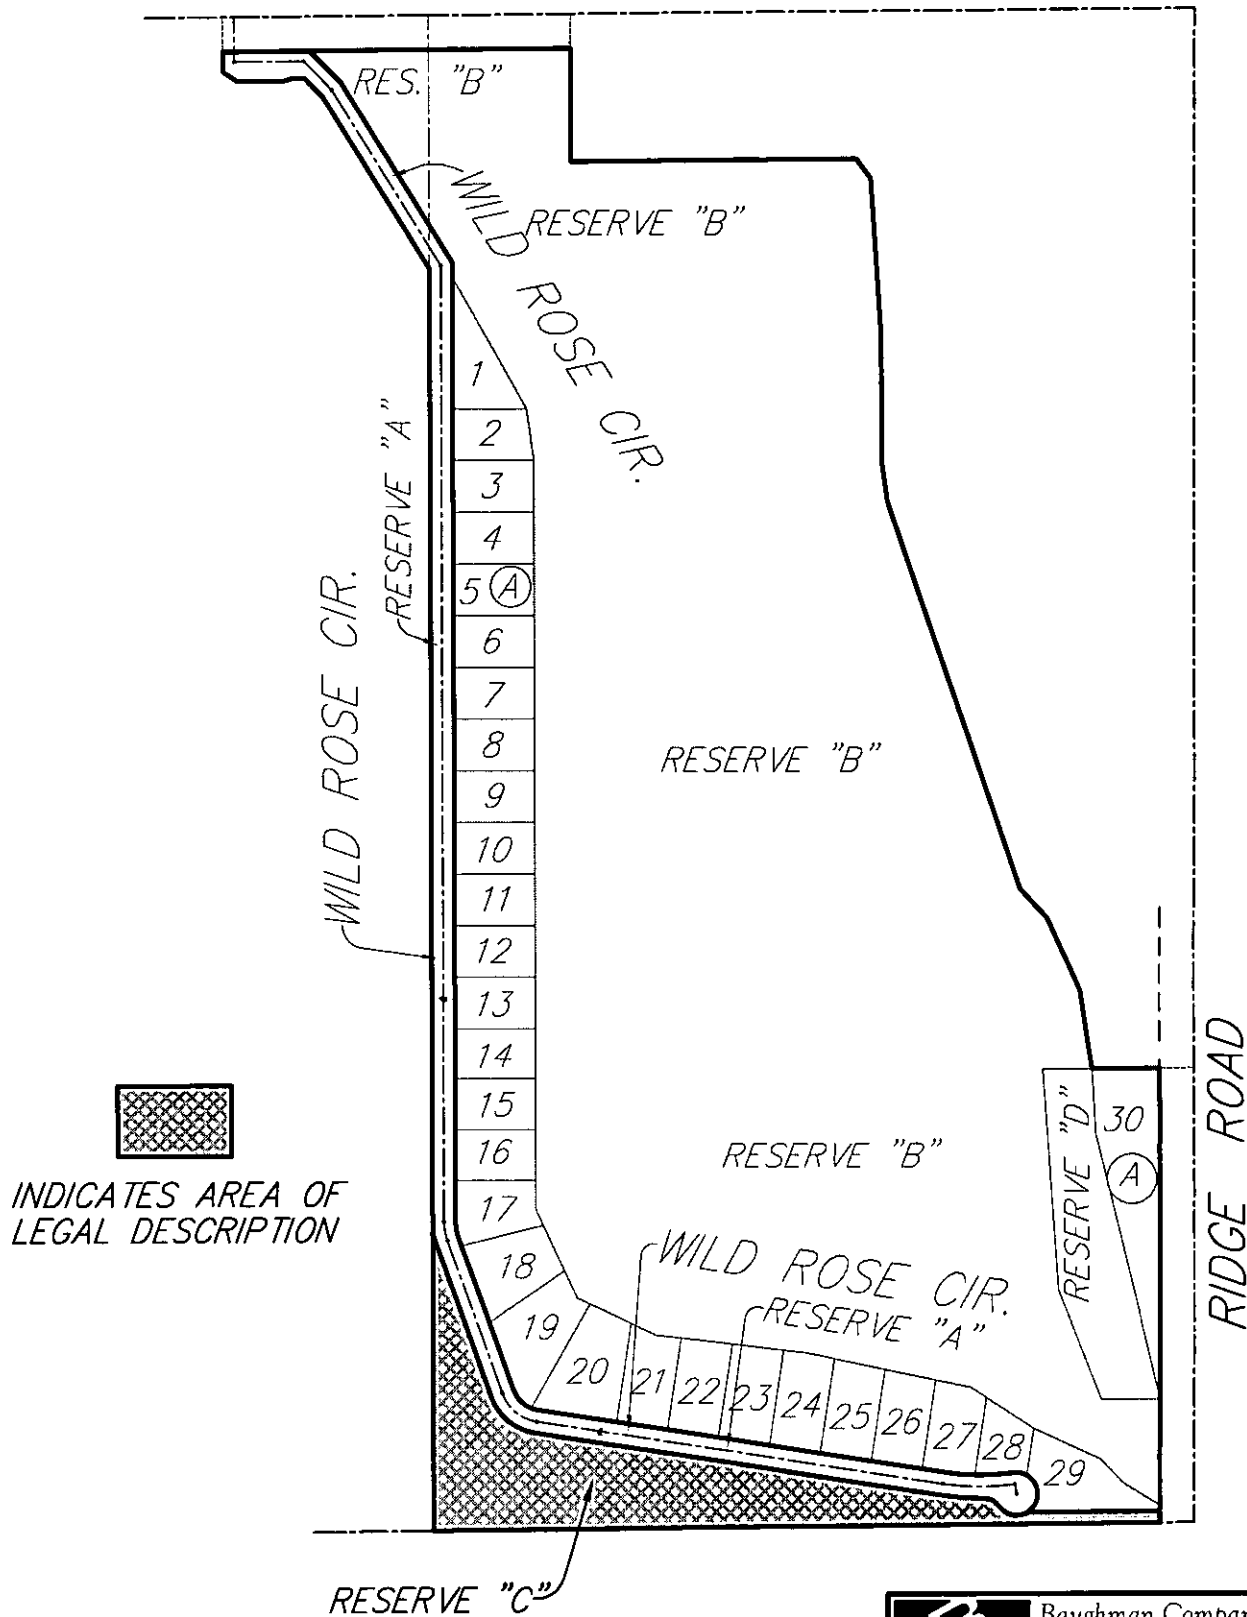 RES. "B"
WILD ROSE CIR.
RESERVE "B"
1
2
3
4
5 A
6
7
8
9
10
11
12
13
14
15
16
17
18
19
20
21
22
23
24
25
26
27
28
29
RESERVE "A"
WILD ROSE CIR.
RESERVE "B"
INDICATES AREA OF
LEGAL DESCRIPTION
RESERVE "B"
RESERVE "D"
30
A
RIDGE ROAD
WILD ROSE CIR.
RESERVE "A"
RESERVE "C"
Baughman